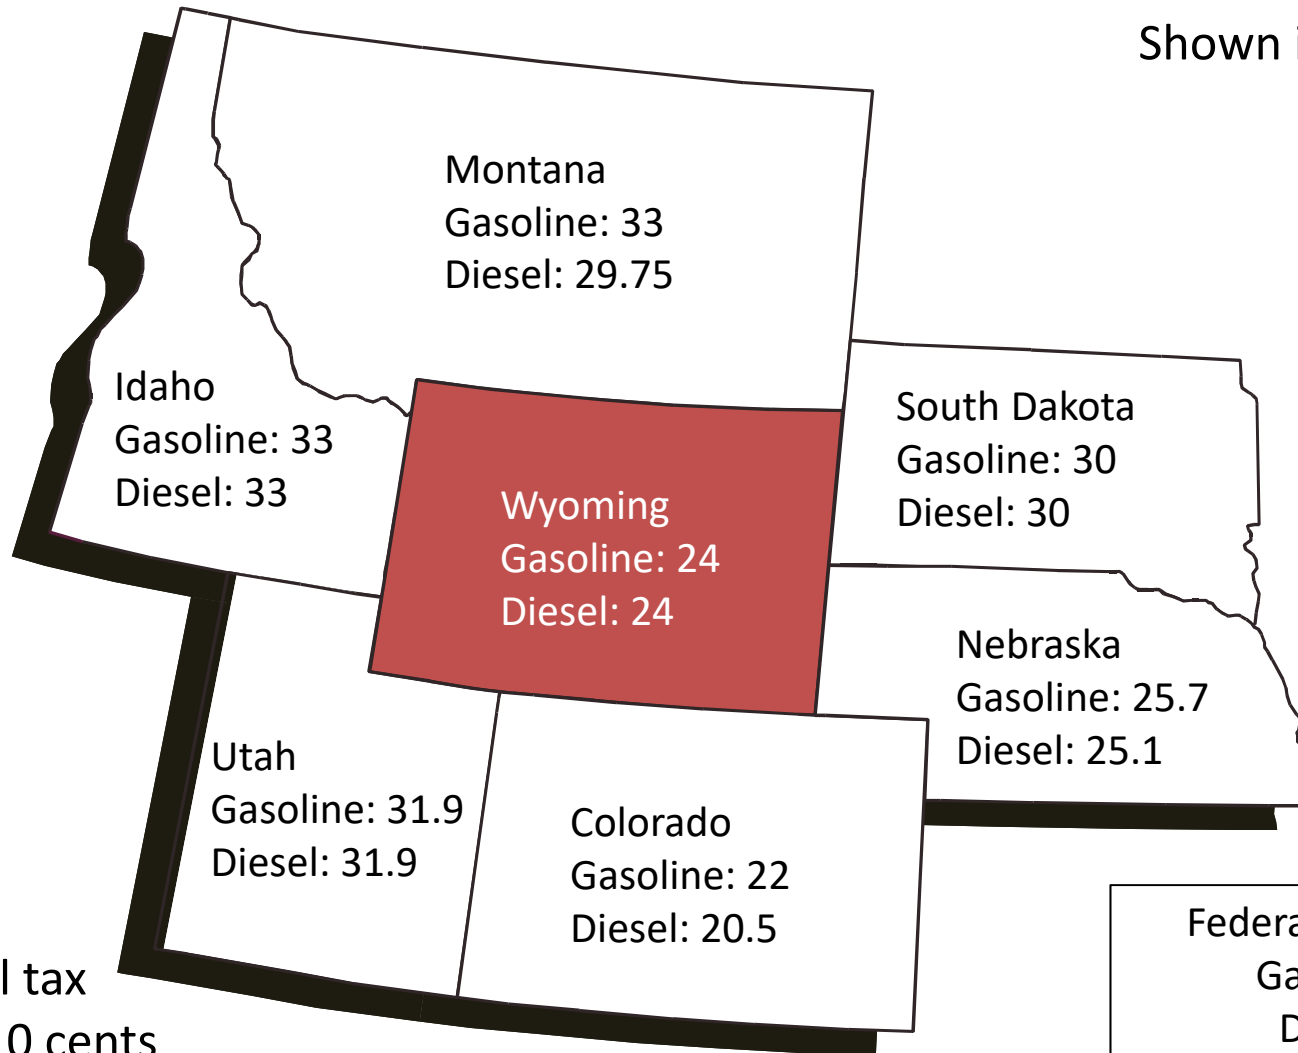 Shown
Montana
Gasoline: 33
Diesel: 29.75
Idaho
Gasoline: 33
Diesel: 33
South Dakota
Gasoline: 30
Diesel: 30
Wyoming
Gasoline: 24
Diesel: 24
Nebraska
Gasoline: 25.7
Diesel: 25.1
Utah
Gasoline: 31.9
Diesel: 31.9
Colorado
Gasoline: 22
Diesel: 20.5
l tax
0 cents
Federa
Ga
D